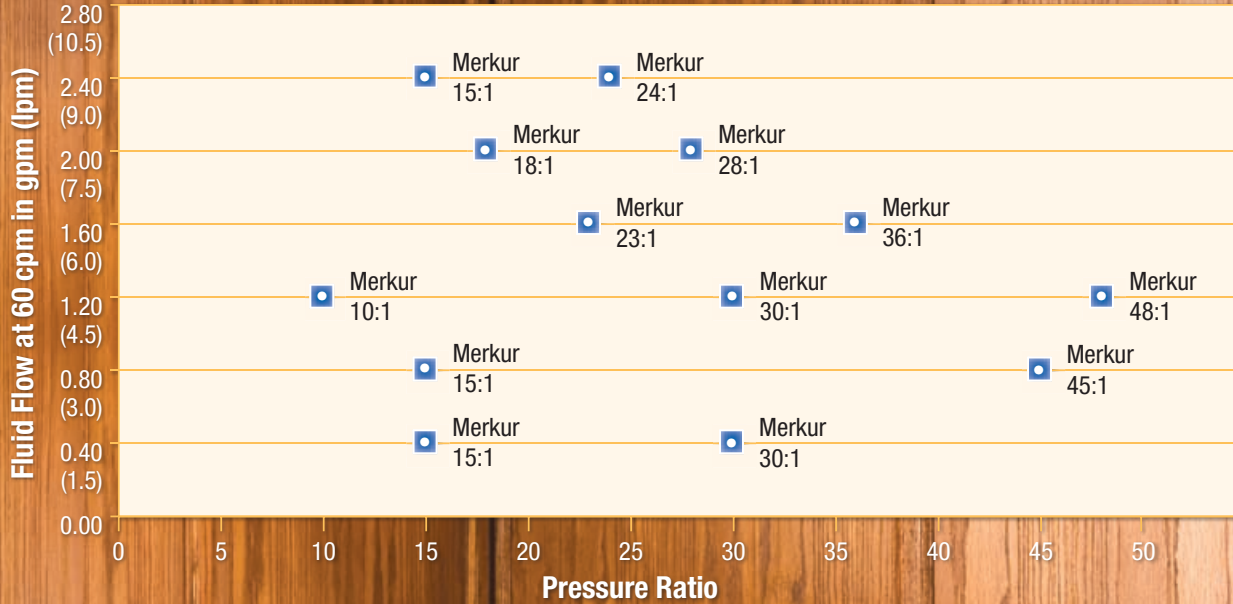 Fluid Flow at 60 cpm in gpm (lpm)
2.80
(10.5)
2.40
(9.0)
2.00
(7.5)
1.60
(6.0)
1.20
(4.5)
0.80
(3.0)
0.40
(1.5)
0.00
Merkur
15:1
Merkur
24:1
Merkur
18:1
Merkur
28:1
Merkur
23:1
Merkur
36:1
Merkur
10:1
Merkur
30:1
Merkur
48:1
Merkur
15:1
Merkur
45:1
Merkur
15:1
Merkur
30:1
0 5 10 15 20 25 30 35 40 45 50
Pressure Ratio